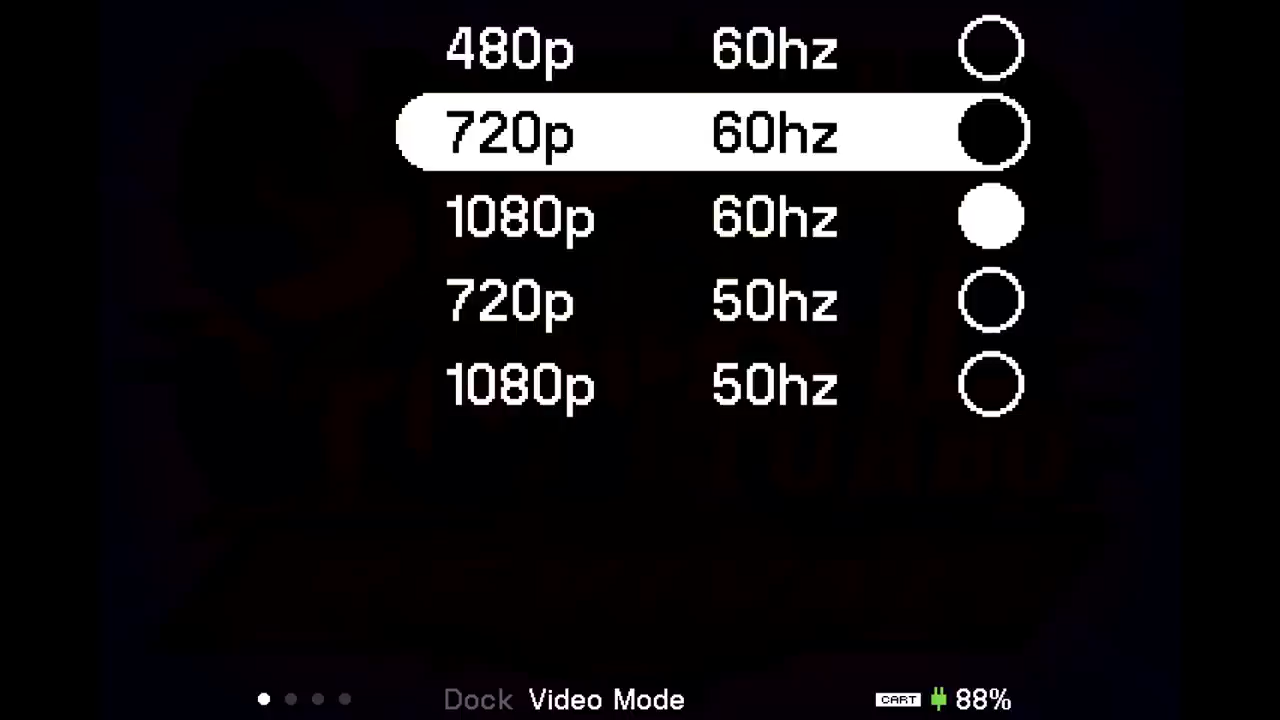 480p 60hz
720p 60hz
1080p 60hz
720p 50hz
1080p 50hz
Dock Video Mode CART 88%